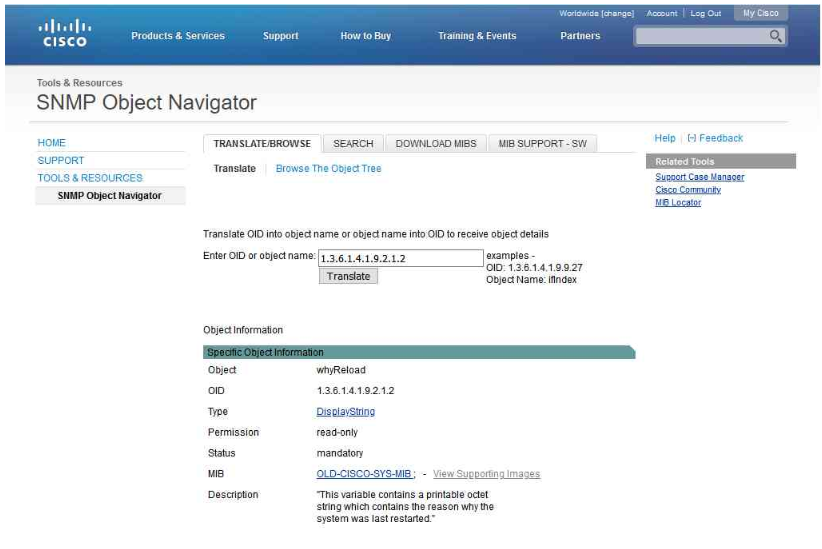 Worldwide [change] Account | Log Out My Cisco
CISCO Products & Services Support How to Buy Training & Events Partners
Tools & Resources
SNMP Object Navigator
HOME
SUPPORT
TOOLS & RESOURCES
SNMP Object Navigator
TRANSLATE/BROWSE SEARCH DOWNLOAD MIBS MIB SUPPORT - SW
Translate | Browse The Object Tree
Help | [-] Feedback
Related Tools
Support Case Manager
Cisco Community
MIB Locator
Translate OID into object name or object name into OID to receive object details
Enter OID or object name: 1.3.6.1.4.1.9.2.1.2 examples -
OID: 1.3.6.1.4.1.9.9.27
Translate Object Name: ifIndex
Object Information
Specific Object Information
Object whyReload
OID 1.3.6.1.4.1.9.2.1.2
Type DisplayString
Permission read-only
Status mandatory
MIB OLD-CISCO-SYS-MIB ; - View Supporting Images
Description "This variable contains a printable octet
string which contains the reason why the
system was last restarted."